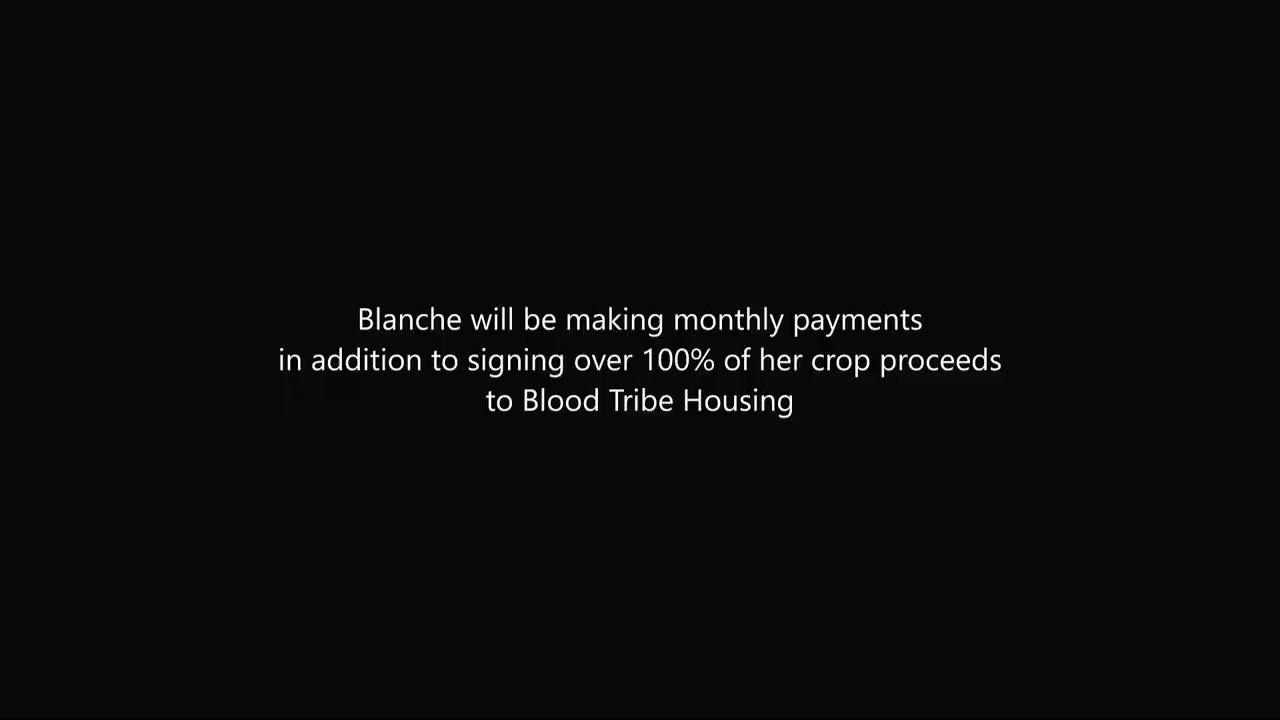 Blanche will be making monthly payments
in addition to signing over 100% of her crop proceeds
to Blood Tribe Housing